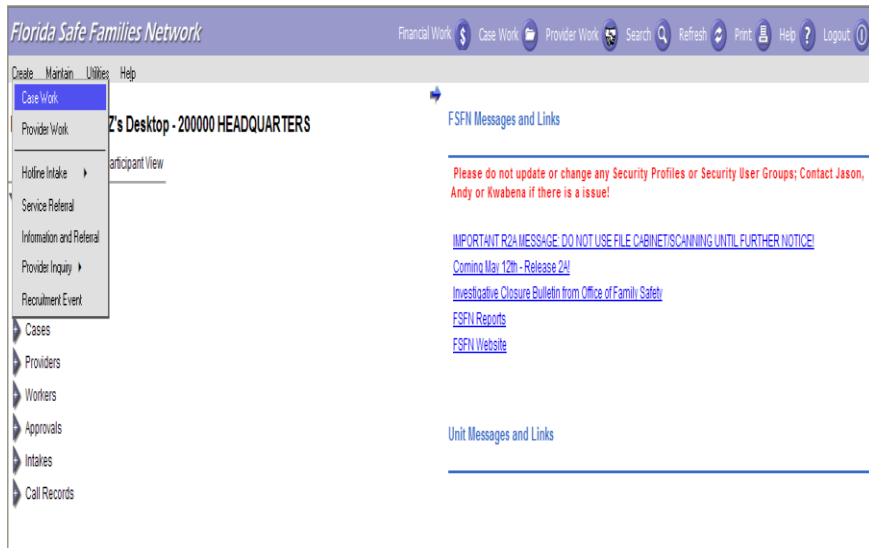 Florida Safe Families Network
Financial Work Case Work Provider Work Search Refresh Print Help Logout
Create Maintain Utilities Help
Case Work
Provider Work
Hotline Intake
Service Referral
Information and Referral
Provider Inquiry
Recruitment Event
Z's Desktop - 200000 HEADQUARTERS
articipant View
Cases
Providers
Workers
Approvals
Intakes
Call Records
FSFN Messages and Links
Please do not update or change any Security Profiles or Security User Groups; Contact Jason,
Andy or Kwabena if there is a issue!
IMPORTANT R2A MESSAGE: DO NOT USE FILE CABINET/SCANNING UNTIL FURTHER NOTICE!
Coming May 12th - Release 2A!
Investigative Closure Bulletin from Office of Family Safety
FSFN Reports
FSFN Website
Unit Messages and Links